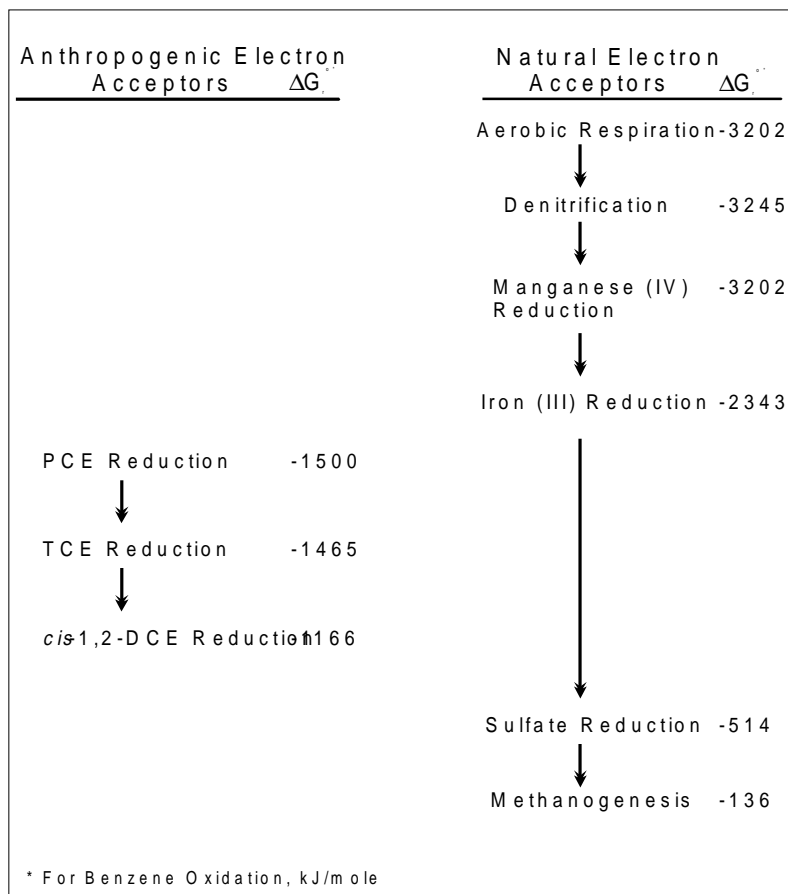 Anthropogenic Electron
Acceptors ΔG°'r
PCE Reduction -1500
TCE Reduction -1465
cis-1,2-DCE Reduction -1166
Natural Electron
Acceptors ΔG°'r
Aerobic Respiration -3202
Denitrification -3245
Manganese (IV) -3202
Reduction
Iron (III) Reduction -2343
Sulfate Reduction -514
Methanogenesis -136
* For Benzene Oxidation, kJ/mole